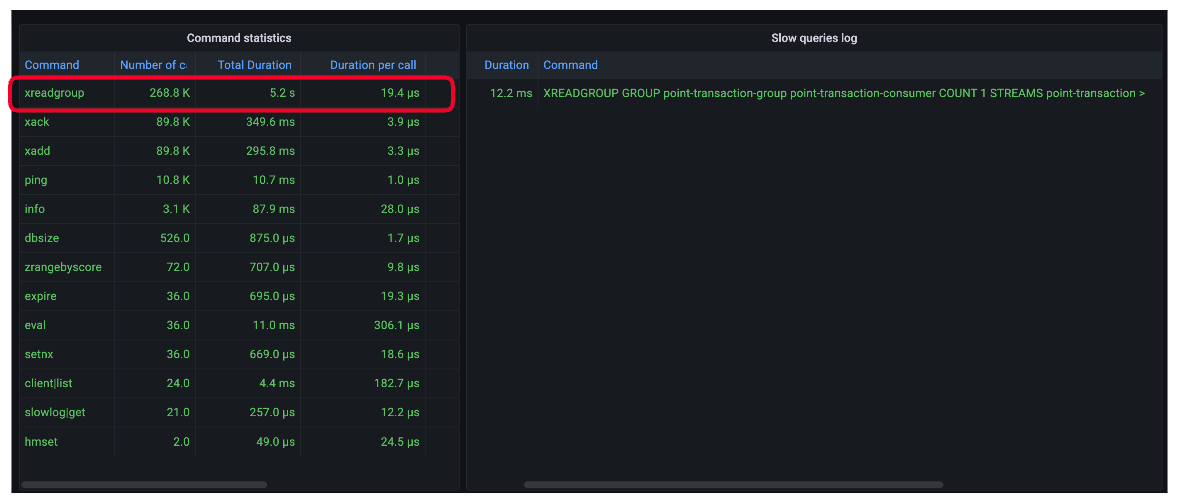 Command statistics
Command Number of c: Total Duration Duration per call
xreadgroup 268.8 K 5.2 s 19.4 µs
xack 89.8 K 349.6 ms 3.9 µs
xadd 89.8 K 295.8 ms 3.3 µs
ping 10.8 K 10.7 ms 1.0 µs
info 3.1 K 87.9 ms 28.0 µs
dbsize 526.0 875.0 µs 1.7 µs
zrangebyscore 72.0 707.0 µs 9.8 µs
expire 36.0 695.0 µs 19.3 µs
eval 36.0 11.0 ms 306.1 µs
setnx 36.0 669.0 µs 18.6 µs
client|list 24.0 4.4 ms 182.7 µs
slowlog|get 21.0 257.0 µs 12.2 µs
hmset 2.0 49.0 µs 24.5 µs
Slow queries log
Duration Command
12.2 ms XREADGROUP GROUP point-transaction-group point-transaction-consumer COUNT 1 STREAMS point-transaction >